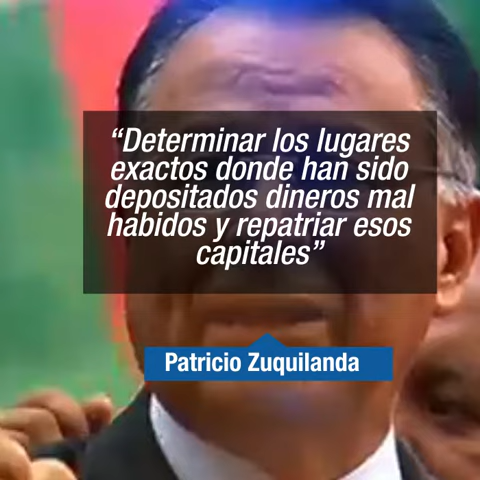 “Determinar los lugares
exactos donde han sido
depositados dineros mal
habidos y repatriar esos
capitales”
Patricio Zuquilanda